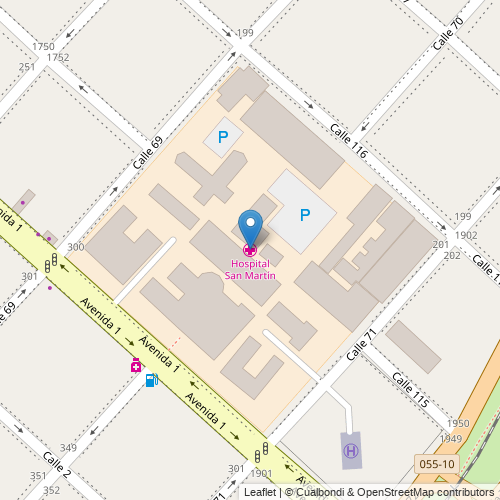 199
Calle 70
1750
1752
251
Calle 69
P
Calle 116
P
199
1902
201
202
Calle 1
nida 1
300
301
Hospital
San Martín
Avenida 1
Avenida 1
Calle 71
Calle 69
Avenida 1
Calle 115
1950
1949
349
351
352
Calle 2
371
301
1901
H
055-10
Leaflet | © Cualbondi & OpenStreetMap contributors